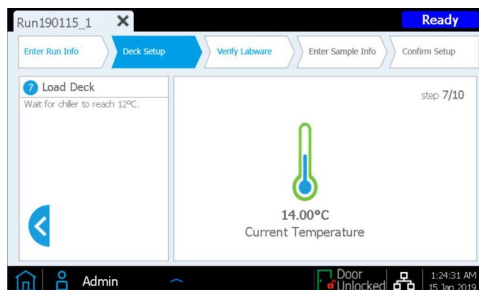 Run190115_1 X
Ready
Enter Run Info
Deck Setup
Verify Labware
Enter Sample Info
Confirm Setup
7 Load Deck
Wait for chiller to reach 12ºC.
step 7/10
14.00°C
Current Temperature
Admin
Door
Unlocked
1:24:31 AM
15 Jan 2019